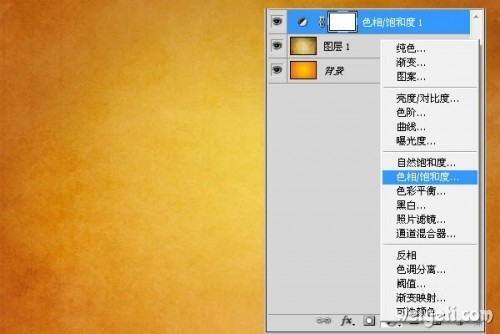 色相/饱和度 1
图层 1
背景
纯色...
渐变...
图案...
亮度/对比度...
色阶...
曲线...
曝光度...
自然饱和度...
色相/饱和度...
色彩平衡...
黑白...
照片滤镜...
通道混合器...
反相
色调分离...
阈值...
渐变映射...
可选颜色...
fx.